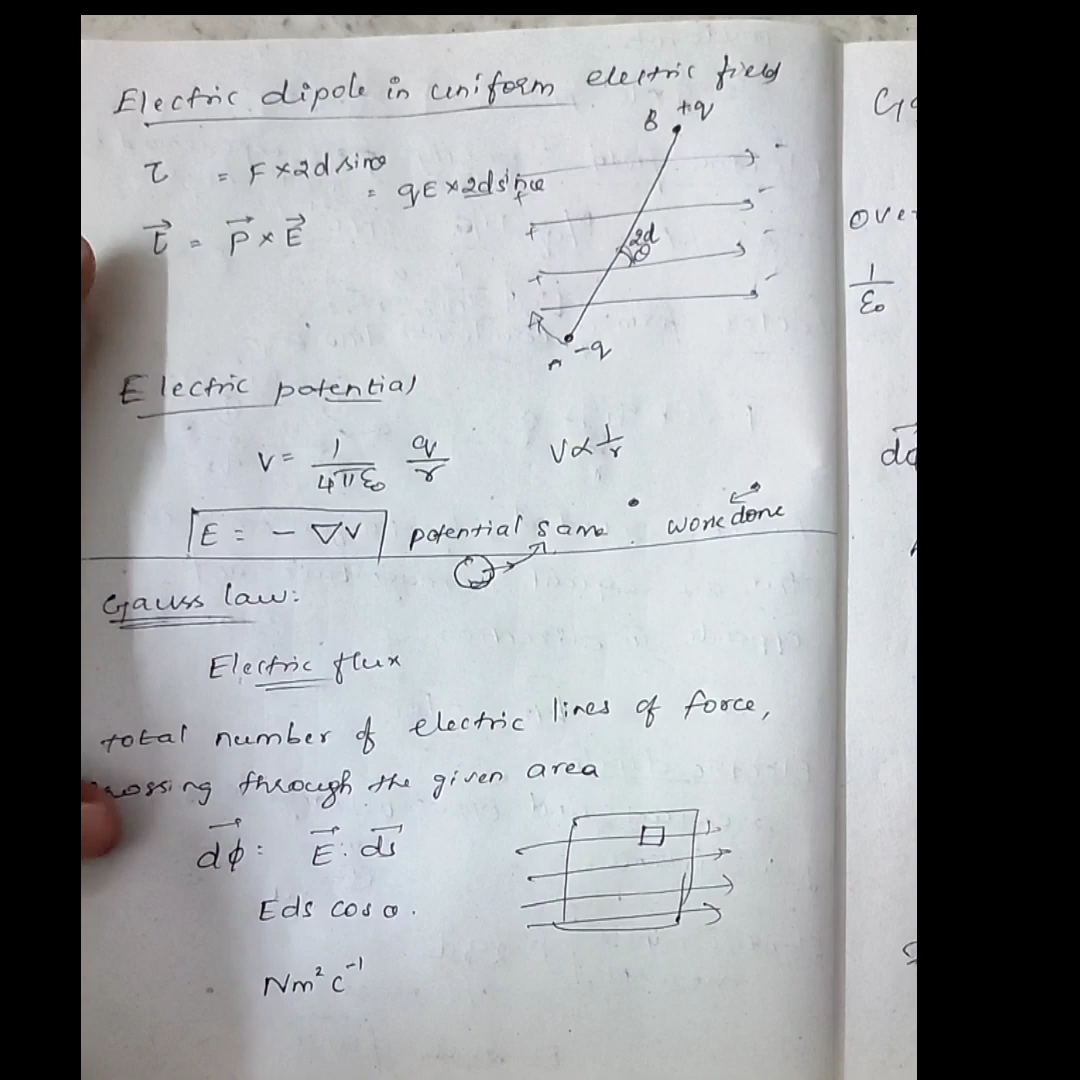 Electric dipole in uniform electric field
B +q
τ = F × 2d sinθ
= qE × 2d sinθ
τ⃗ = P⃗ × E⃗
2d
θ
-q
Electric potential
V = 1/4πε₀ q/r V ∝ 1/r
E = - ∇V potential same work done
Gauss law:
Electric flux
total number of electric lines of force,
through the given area
dϕ⃗ : E⃗ . ds⃗
Eds cos θ.
Nm² C⁻¹
1/ε₀